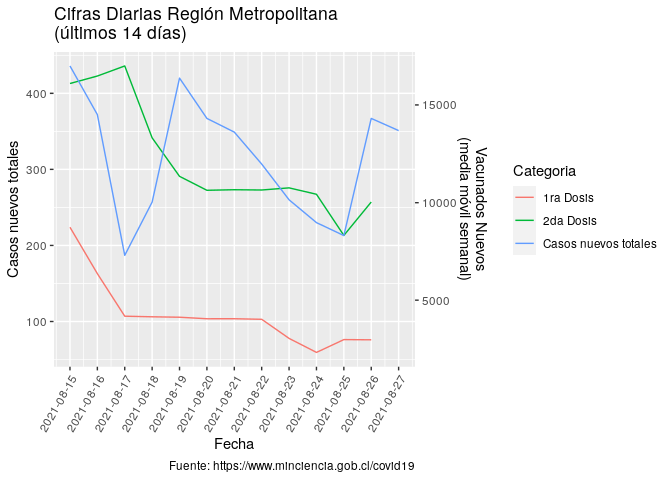 Cifras Diarias Región Metropolitana
(últimos 14 días)
Casos nuevos totales
400
300
200
100
15000
10000
5000
Vacunados Nuevos
(media móvil semanal)
Categoria
1ra Dosis
2da Dosis
Casos nuevos totales
2021-08-15
2021-08-16
2021-08-17
2021-08-18
2021-08-19
2021-08-20
2021-08-21
2021-08-22
2021-08-23
2021-08-24
2021-08-25
2021-08-26
2021-08-27
Fecha
Fuente: https://www.minciencia.gob.cl/covid19